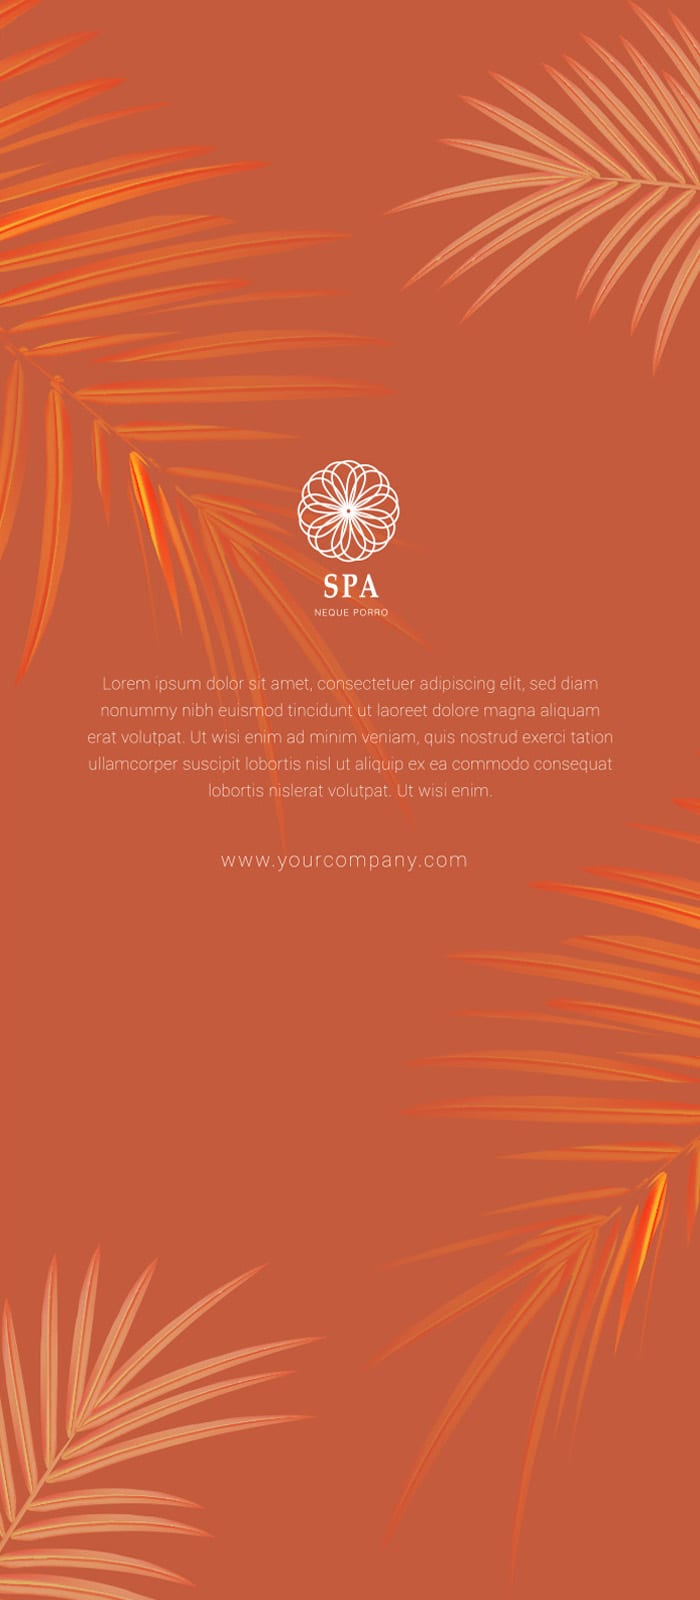 SPA
NEQUE PORRO
Lorem ipsum dolor sit amet, consectetuer adipiscing elit, sed diam
nonummy nibh euismod tincidunt ut laoreet dolore magna aliquam
erat volutpat. Ut wisi enim ad minim veniam, quis nostrud exerci tation
ullamcorper suscipit lobortis nisl ut aliquip ex ea commodo consequat
lobortis nislerat volutpat. Ut wisi enim.
www.yourcompany.com